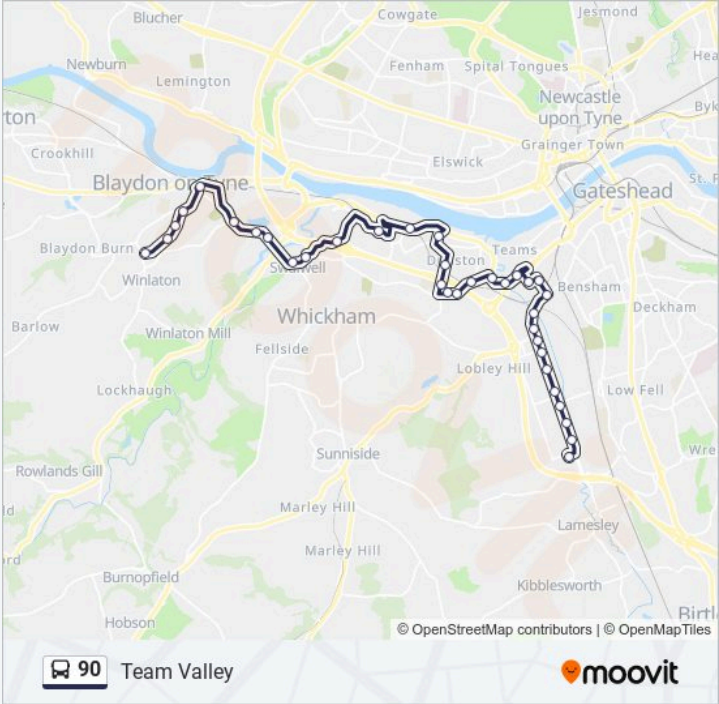 Cowgate
Jesmond
Blucher
Newburn
Fenham
Spital Tongues
Lemington
Newcastle
upon Tyne
Grainger Town
Crookhill
Elswick
Blaydon on Tyne
Gateshead
Blaydon Burn
Teams
Swalwell
Dunston
Winlaton
Bensham
Whickham
Deckham
Barlow
Winlaton Mill
Fellside
Lobley Hill
Lockhaugh
Low Fell
Sunniside
Rowlands Gill
Marley Hill
Lamesley
Marley Hill
Burnopfield
Kibblesworth
Hobson
© OpenStreetMap contributors | © OpenMapTiles
90 Team Valley
moovit